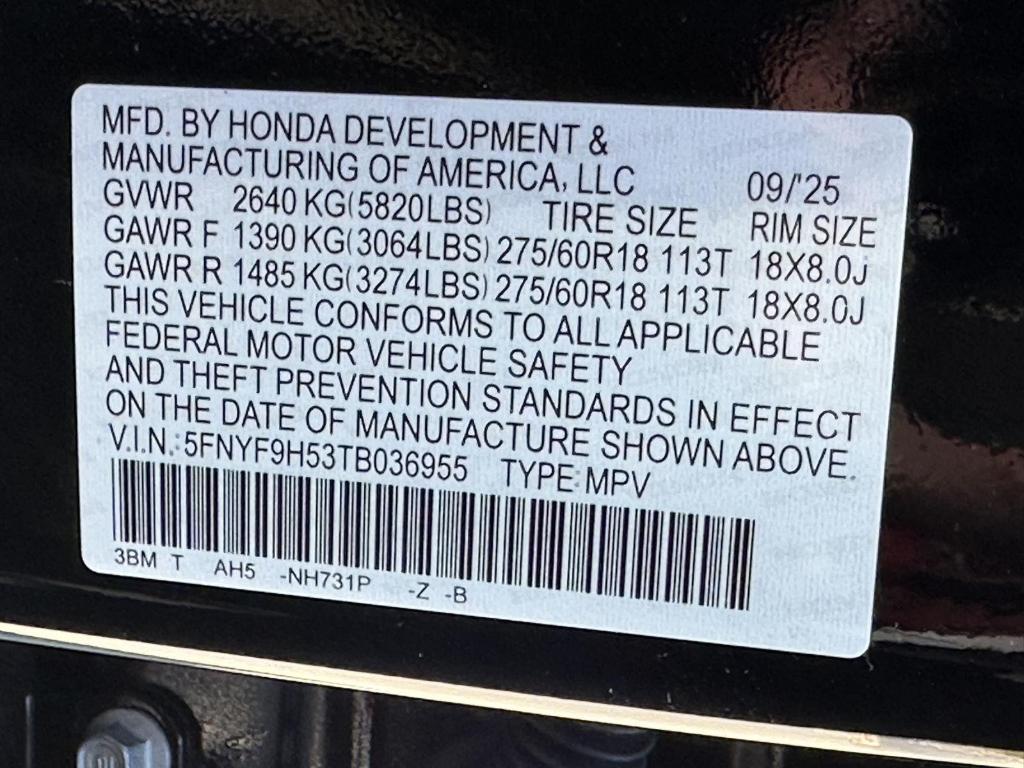 MFD. BY HONDA DEVELOPMENT &
MANUFACTURING OF AMERICA, LLC 09/'25
GVWR 2640 KG(5820LBS) TIRE SIZE RIM SIZE
GAWR F 1390 KG(3064LBS) 275/60R18 113T 18X8.0J
GAWR R 1485 KG(3274LBS) 275/60R18 113T 18X8.0J
THIS VEHICLE CONFORMS TO ALL APPLICABLE
FEDERAL MOTOR VEHICLE SAFETY
AND THEFT PREVENTION STANDARDS IN EFFECT
ON THE DATE OF MANUFACTURE SHOWN ABOVE.
V.I.N.: 5FNYF9H53TB036955 TYPE: MPV
3BM T AH5 -NH731P -Z -B